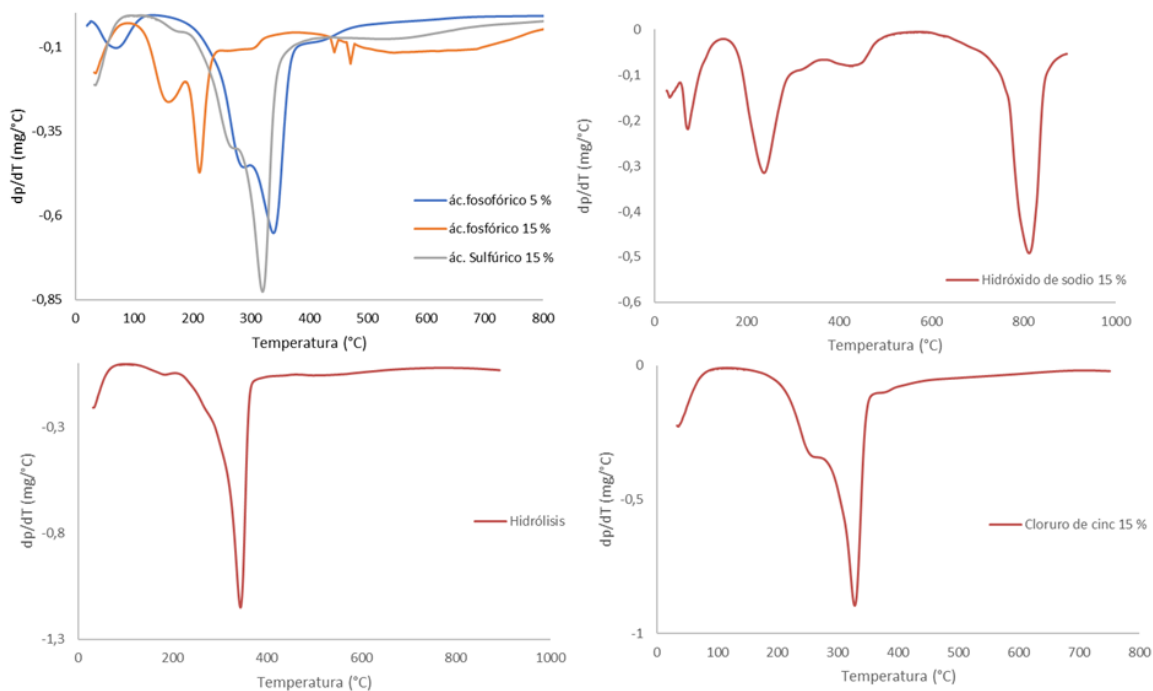 -0,1
-0,35
-0,6
-0,85
dp/dT (mg/°C)
ác.fosofórico 5 %
ác.fosfórico 15 %
ác. Sulfúrico 15 %
0 100 200 300 400 500 600 700 800
Temperatura (°C)
0
-0,1
-0,2
-0,3
-0,4
-0,5
-0,6
dp/dT (mg/°C)
Hidróxido de sodio 15 %
0 200 400 600 800 1000
Temperatura (°C)
-0,3
-0,8
-1,3
dp/dT (mg/°C)
Hidrólisis
0 200 400 600 800 1000
Temperatura (°C)
0
-0,5
-1
dp/dT (mg/°C)
Cloruro de cinc 15 %
0 100 200 300 400 500 600 700 800
Temperatura (°C)